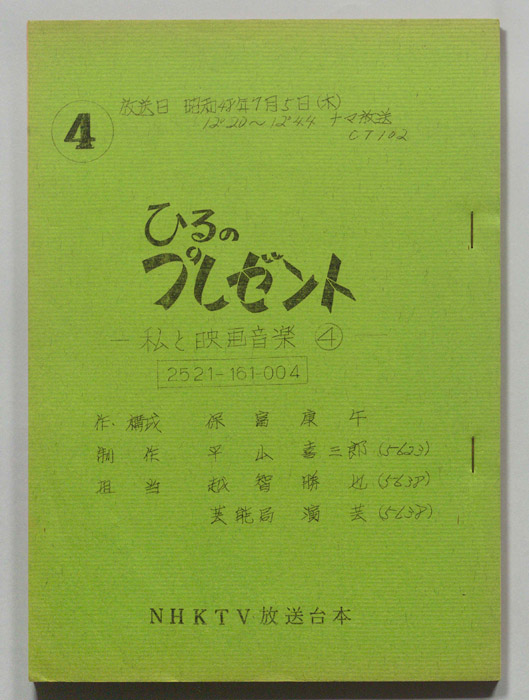 放送日 昭和48年7月5日(木)
12°20〜12°44 ナマ放送
CT102
4
ひるの
プレゼント
—私と映画音楽④—
2521-161-004
作・構成 保富康午
制作 平山喜三郎(5623)
担当 越智勝也(5638)
芸能局 演芸(5638)
NHKTV放送台本